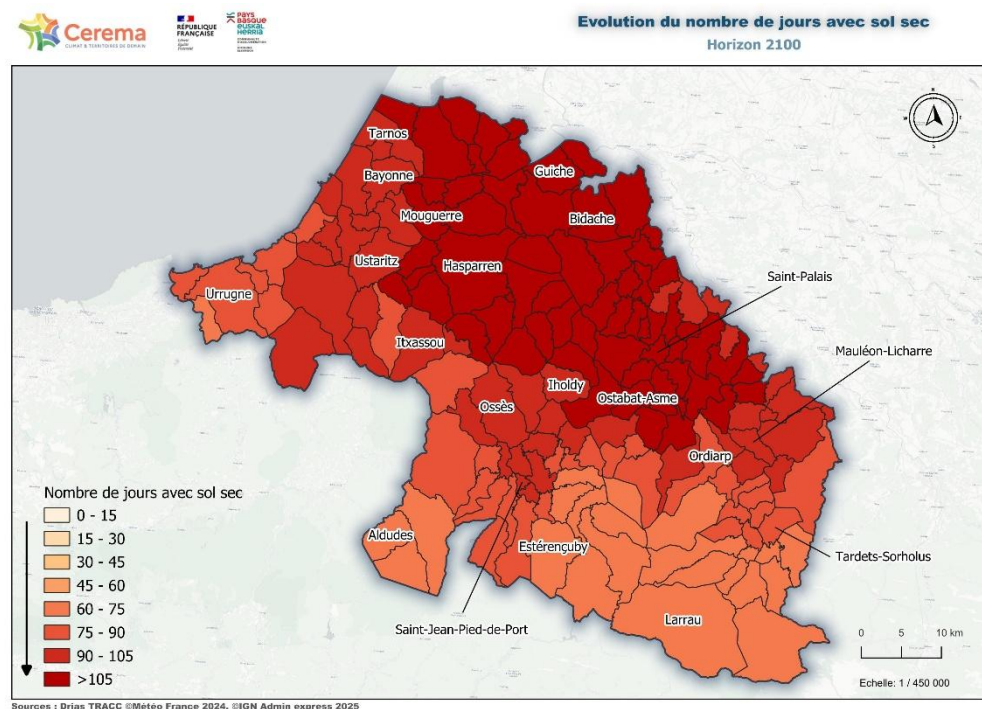 Cerema
CLIMAT & TERRITOIRES DE DEMAIN
RÉPUBLIQUE
FRANÇAISE
Liberté
Égalité
Fraternité
PAYS
BASQUE
EUSKAL
HERRIA
Evolution du nombre de jours avec sol sec
Horizon 2100
Tarnos
Bayonne
Guiche
Mouguerre
Bidache
Ustaritz
Hasparren
Saint-Palais
Urrugne
Itxassou
Mauléon-Licharre
Iholdy
Ossès
Ostabat-Asme
Ordiarp
Nombre de jours avec sol sec
0 - 15
15 - 30
30 - 45
45 - 60
60 - 75
75 - 90
90 - 105
>105
Aldudes
Estérençuby
Tardets-Sorholus
Saint-Jean-Pied-de-Port
Larrau
0 5 10 km
Echelle: 1 / 450 000
Sources : Drias TRACC ©Météo France 2024, ©IGN Admin express 2025